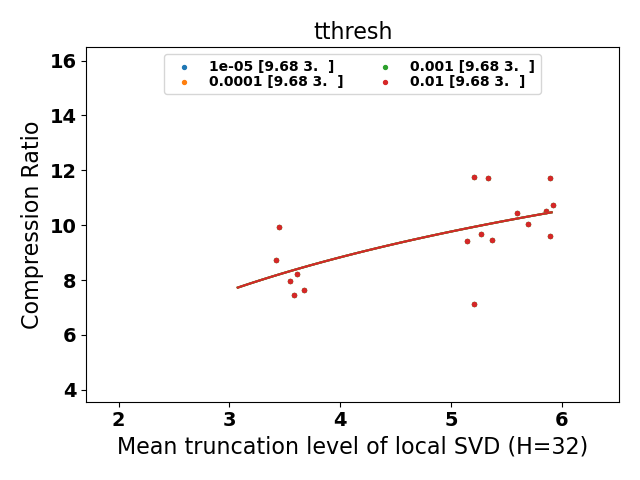 tthresh
1e-05 [9.68 3.  ]
0.0001 [9.68 3.  ]
0.001 [9.68 3.  ]
0.01 [9.68 3.  ]
Compression Ratio
16
14
12
10
8
6
4
2 3 4 5 6
Mean truncation level of local SVD (H=32)